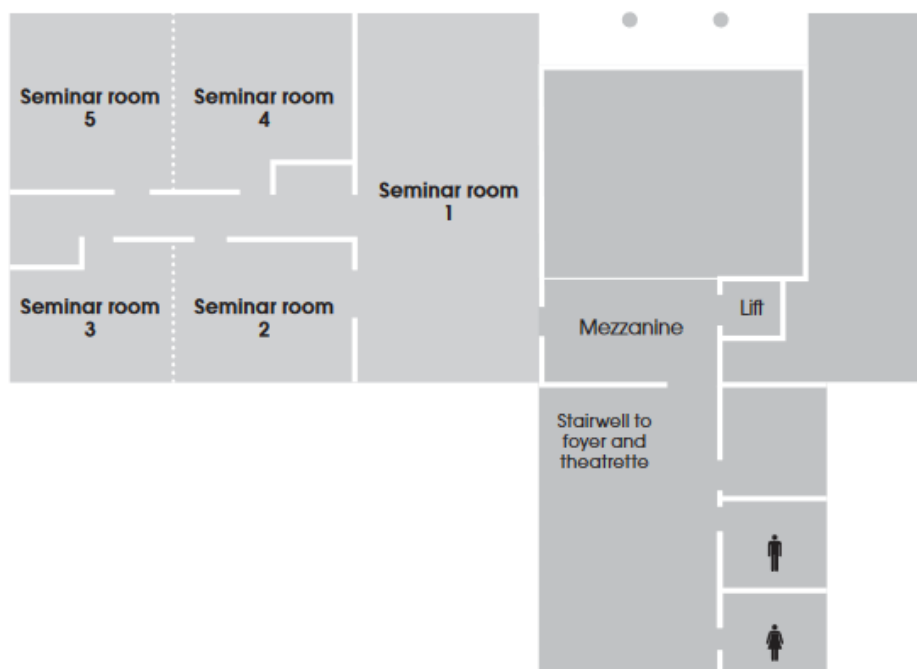 Seminar room
5
Seminar room
4
Seminar room
1
Seminar room
3
Seminar room
2
Mezzanine
Lift
Stairwell to
foyer and
theatrette